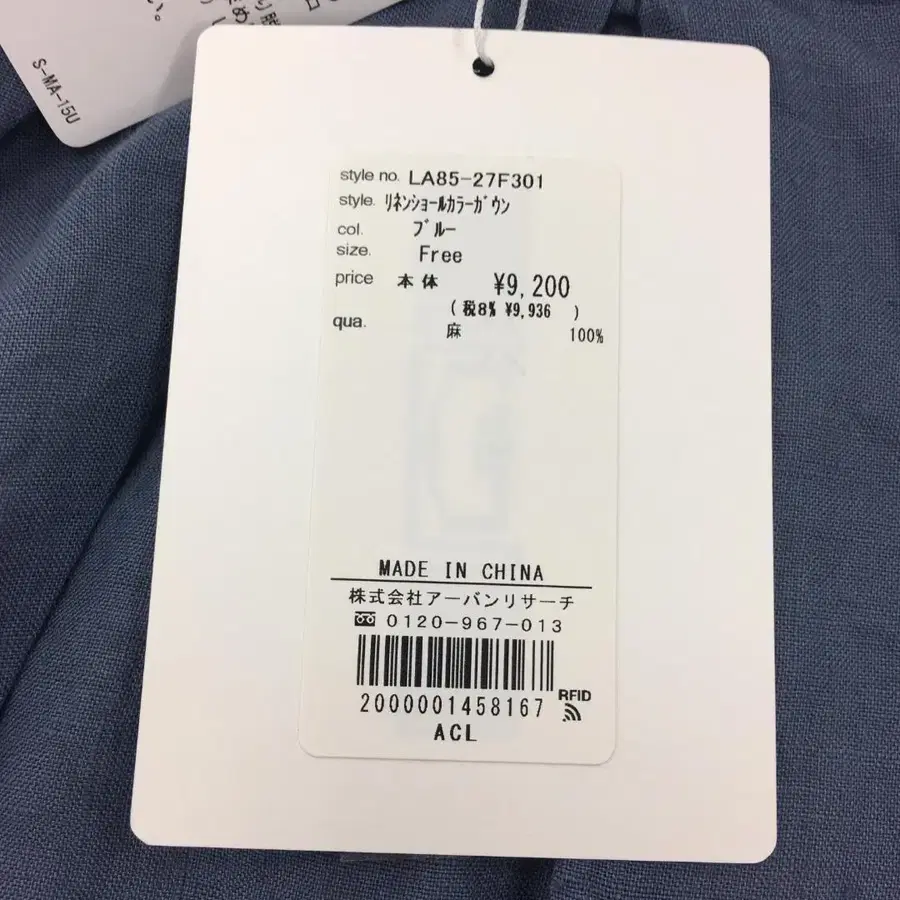 S-MA-15U
style no. LA85-27F301
style. ﾘﾈﾝｼｮｰﾙｶﾗｰｶﾞｳﾝ
col. ﾌﾞﾙｰ
size. Free
price 本体 ¥9,200
(税8% ¥9,936 )
qua. 麻 100%
MADE IN CHINA
株式会社アーバンリサーチ
0120-967-013
2000001458167
RFID
ACL